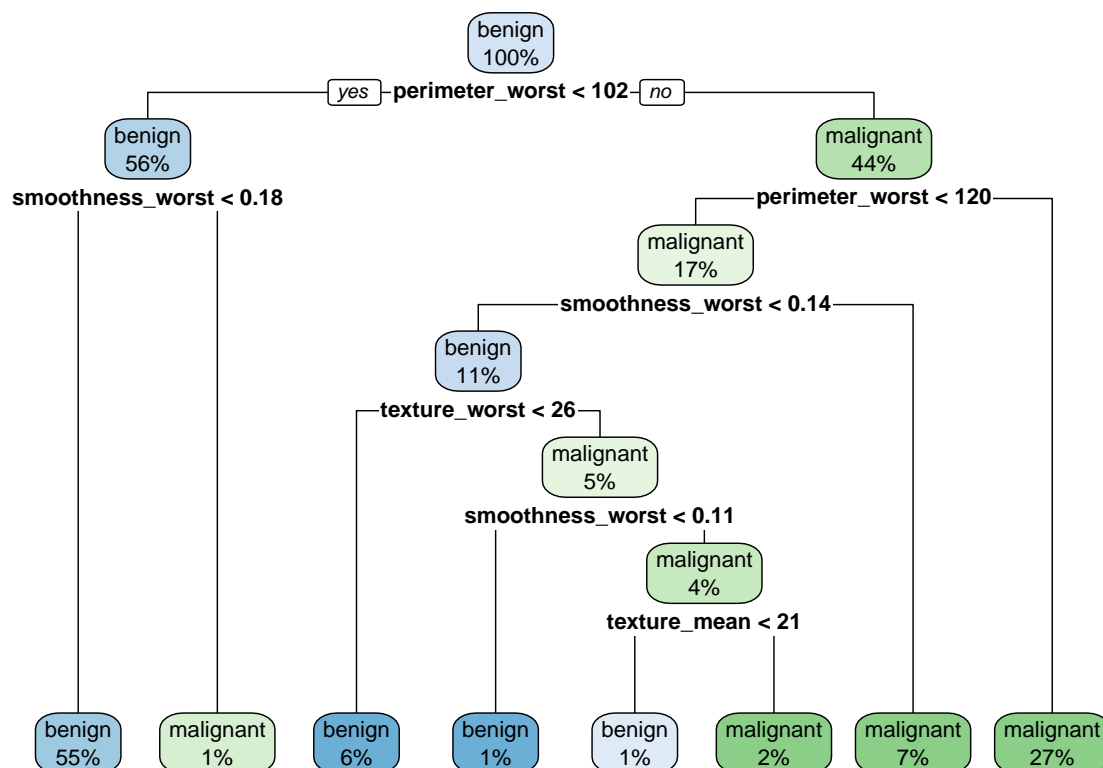 benign
100%
yes perimeter_worst < 102 no
benign
56%
malignant
44%
smoothness_worst < 0.18
perimeter_worst < 120
malignant
17%
smoothness_worst < 0.14
benign
11%
texture_worst < 26
malignant
5%
smoothness_worst < 0.11
malignant
4%
texture_mean < 21
benign
55%
malignant
1%
benign
6%
benign
1%
benign
1%
malignant
2%
malignant
7%
malignant
27%